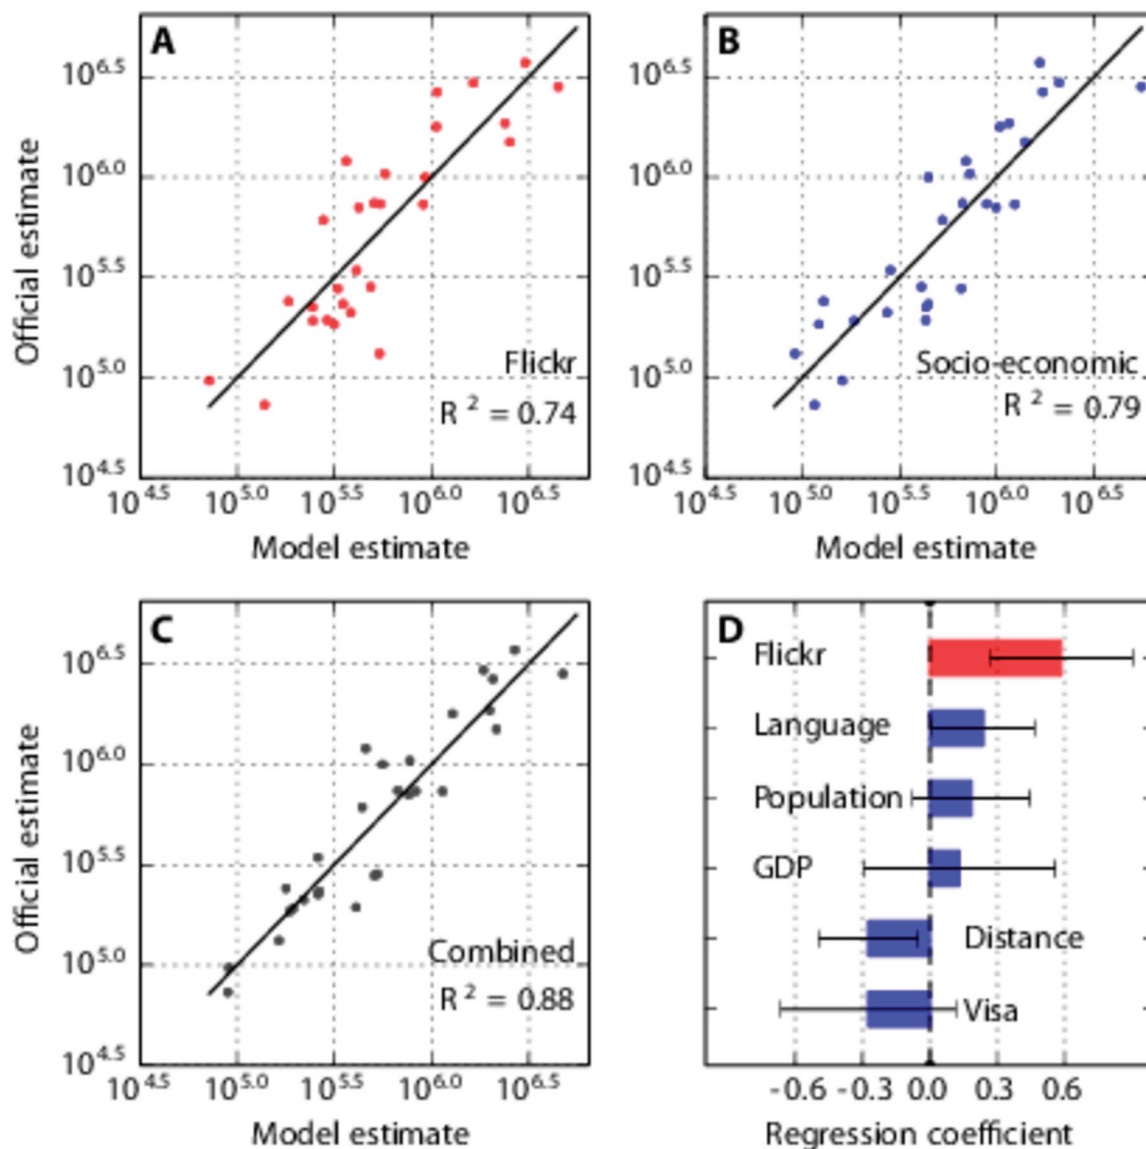 A
10^6.5
10^6.0
10^5.5
10^5.0
10^4.5
Official estimate
Flickr
R² = 0.74
10^4.5 10^5.0 10^5.5 10^6.0 10^6.5
Model estimate
B
10^6.5
10^6.0
10^5.5
10^5.0
10^4.5
Official estimate
Socio-economic
R² = 0.79
10^4.5 10^5.0 10^5.5 10^6.0 10^6.5
Model estimate
C
10^6.5
10^6.0
10^5.5
10^5.0
10^4.5
Official estimate
Combined
R² = 0.88
10^4.5 10^5.0 10^5.5 10^6.0 10^6.5
Model estimate
D
Flickr
Language
Population
GDP
Distance
Visa
-0.6 -0.3 0.0 0.3 0.6
Regression coefficient